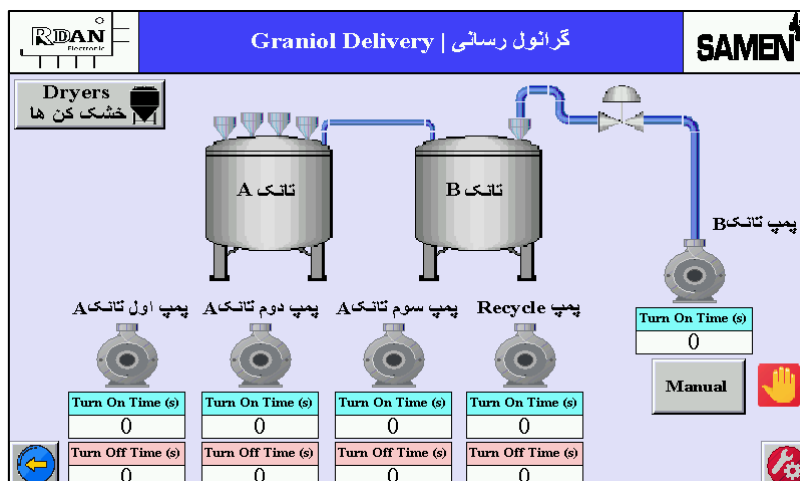 RDAN
Electronic
Graniol Delivery | گرانول رسانی
SAMEN
Dryers
خشک کن ها
تانک A
تانک B
پمپ تانکB
پمپ اول تانکA
پمپ دوم تانکA
پمپ سوم تانکA
پمپ Recycle
Turn On Time (s)
0
Manual
Turn On Time (s)
Turn On Time (s)
Turn On Time (s)
Turn On Time (s)
0
0
0
0
Turn Off Time (s)
Turn Off Time (s)
Turn Off Time (s)
Turn Off Time (s)
0
0
0
0